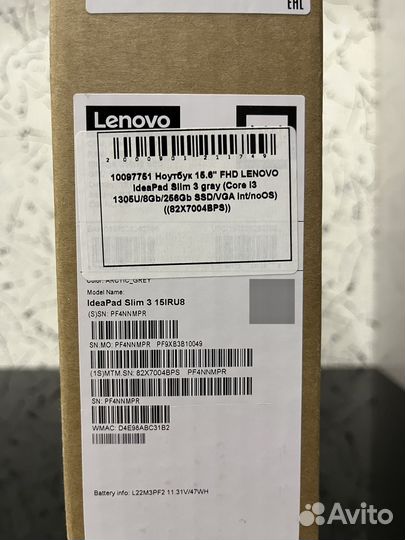 EAC
Lenovo
2000901211749
10097751 Ноутбук 15.6" FHD LENOVO
IdeaPad Slim 3 gray (Core i3
1305U/8Gb/256Gb SSD/VGA int/noOS)
((82X7004BPS))
Color: ARCTIC_GREY
Model Name:
IdeaPad Slim 3 15IRU8
(S)SN: PF4NNMPR
SN:MO: PF4NNMPR PF9XB3B10049
(1S)MTM.SN: 82X7004BPS PF4NNMPR
SN: PF4NNMPR
WMAC: D4E98ABC31B2
Battery info: L22M3PF2 11.31V/47WH
Avito